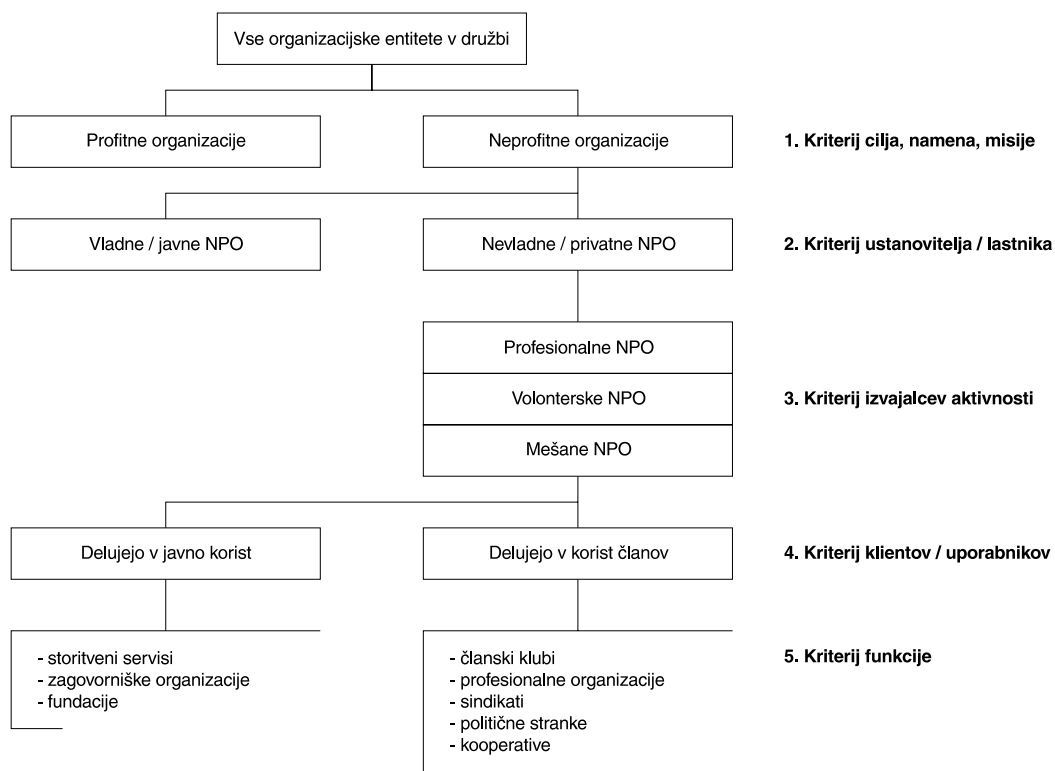 Vse organizacijske entitete v družbi
Profitne organizacije
Neprofitne organizacije
1. Kriterij cilja, namena, misije
Vladne / javne NPO
Nevladne / privatne NPO
2. Kriterij ustanovitelja / lastnika
Profesionalne NPO
Volonterske NPO
3. Kriterij izvajalcev aktivnosti
Mešane NPO
Delujejo v javno korist
Delujejo v korist članov
4. Kriterij klientov / uporabnikov
- storitveni servisi
- zagovorniške organizacije
- fundacije
- članski klubi
- profesionalne organizacije
- sindikati
- politične stranke
- kooperative
5. Kriterij funkcije